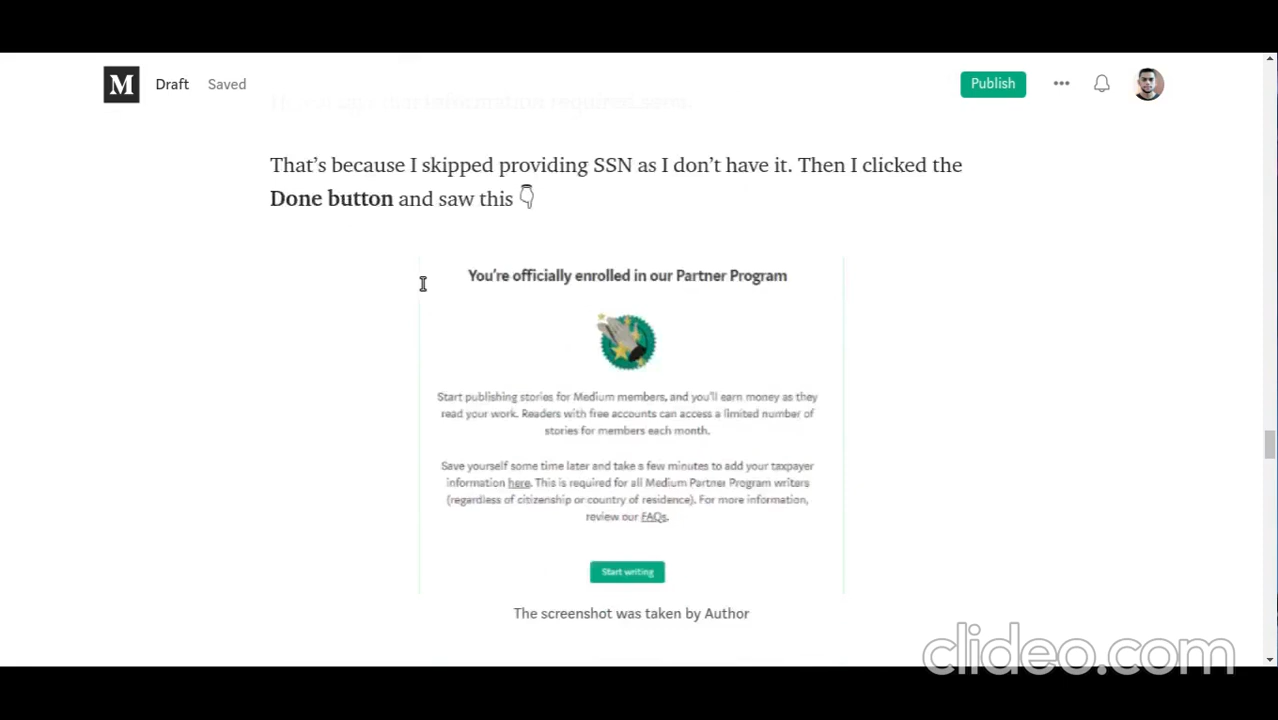 M Draft Saved Publish
information requires
That's because I skipped providing SSN as I don't have it. Then I clicked the
Done button and saw this 👇
You're officially enrolled in our Partner Program
Start publishing stories for Medium members, and you'll earn money as they
read your work. Readers with free accounts can access a limited number of
stories for members each month.
Save yourself some time later and take a few minutes to add your taxpayer
information here. This is required for all Medium Partner Program writers
(regardless of citizenship or country of residence). For more information,
review our FAQs.
Start writing
The screenshot was taken by Author
clideo.com